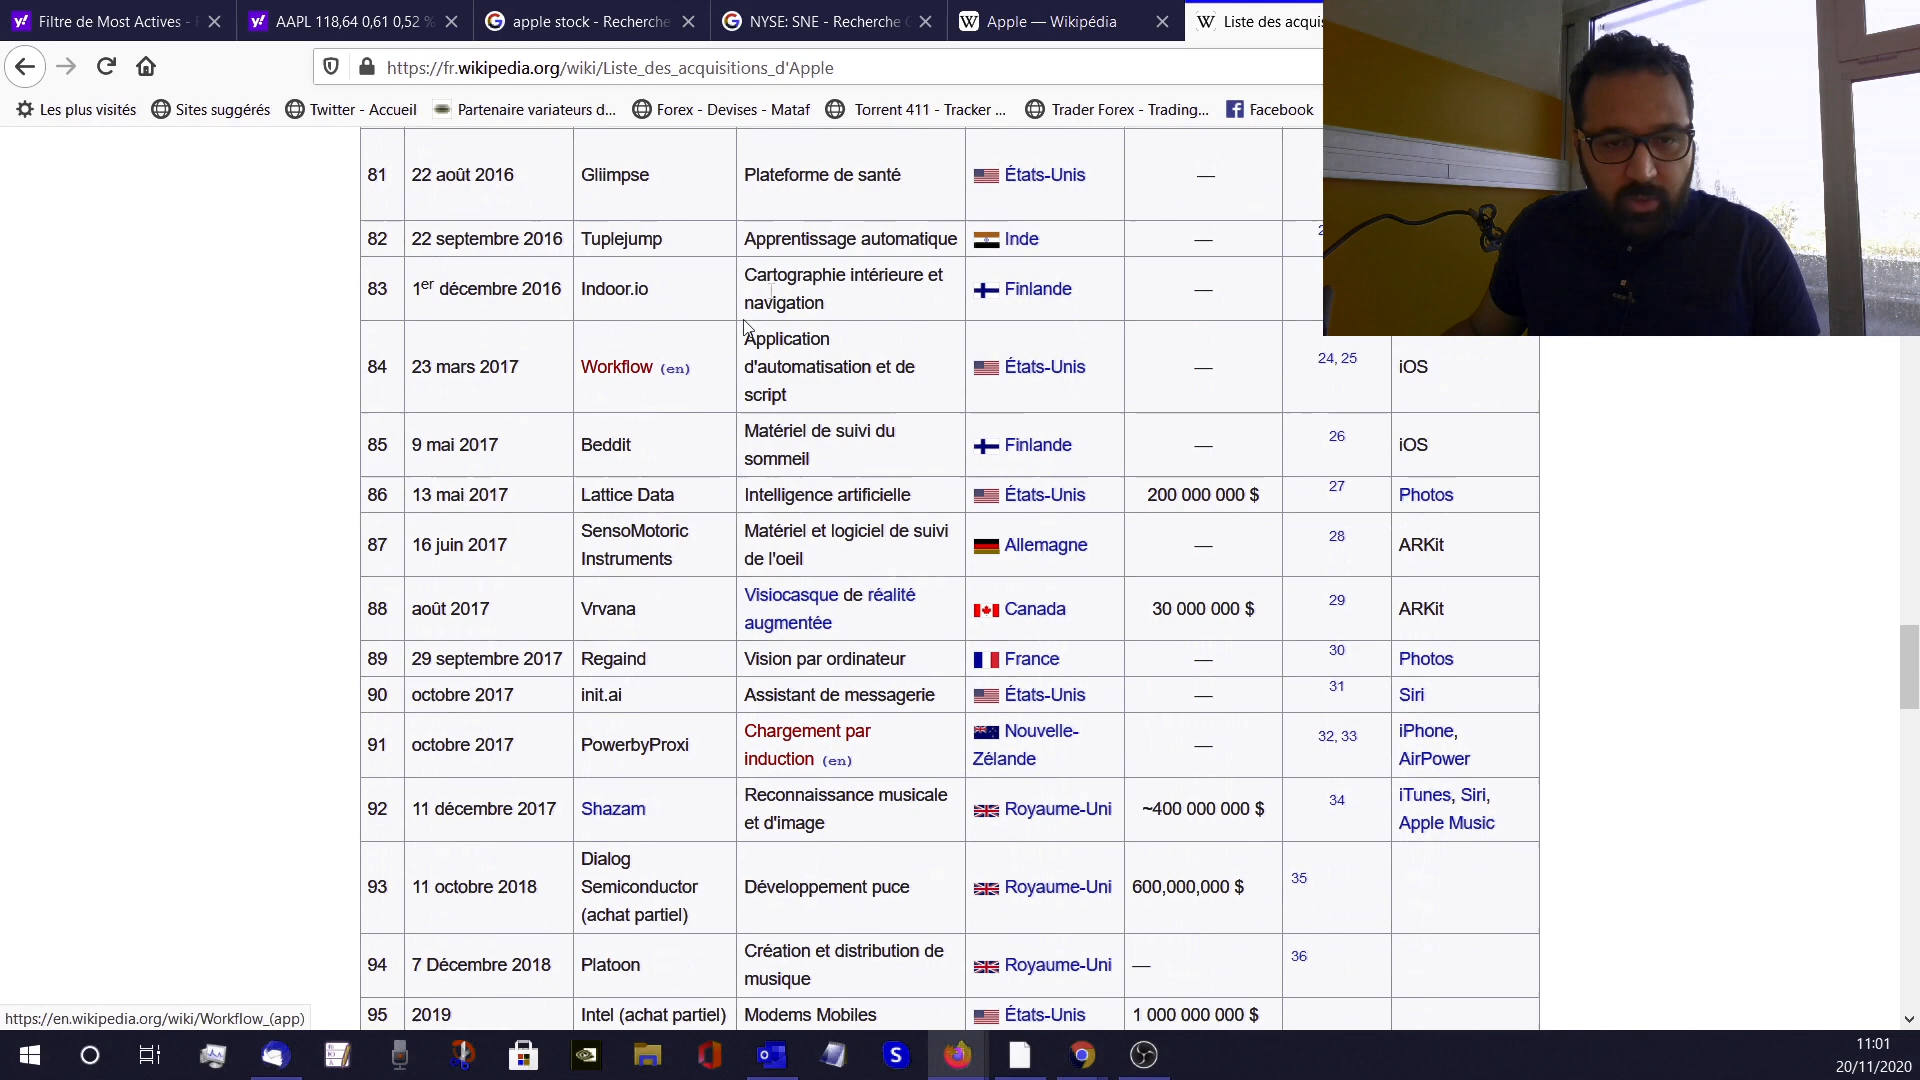 Filtre de Most Actives -
AAPL 118,64 0,61 0,52 %
apple stock - Recherche
NYSE: SNE - Recherche
Apple — Wikipédia
Liste des acquis
https://fr.wikipedia.org/wiki/Liste_des_acquisitions_d'Apple
Les plus visités
Sites suggérés
Twitter - Accueil
Partenaire variateurs d...
Forex - Devises - Mataf
Torrent 411 - Tracker ...
Trader Forex - Trading...
Facebook
81 22 août 2016 Gliimpse Plateforme de santé États-Unis —
82 22 septembre 2016 Tuplejump Apprentissage automatique Inde — 2
83 1er décembre 2016 Indoor.io Cartographie intérieure et
navigation Finlande —
84 23 mars 2017 Workflow (en) Application
d'automatisation et de
script États-Unis — 24, 25 iOS
85 9 mai 2017 Beddit Matériel de suivi du
sommeil Finlande — 26 iOS
86 13 mai 2017 Lattice Data Intelligence artificielle États-Unis 200 000 000 $ 27 Photos
87 16 juin 2017 SensoMotoric
Instruments Matériel et logiciel de suivi
de l'oeil Allemagne — 28 ARKit
88 août 2017 Vrvana Visiocasque de réalité
augmentée Canada 30 000 000 $ 29 ARKit
89 29 septembre 2017 Regaind Vision par ordinateur France — 30 Photos
90 octobre 2017 init.ai Assistant de messagerie États-Unis — 31 Siri
91 octobre 2017 PowerbyProxi Chargement par
induction (en) Nouvelle-
Zélande — 32, 33 iPhone,
AirPower
92 11 décembre 2017 Shazam Reconnaissance musicale
et d'image Royaume-Uni ~400 000 000 $ 34 iTunes, Siri,
Apple Music
93 11 octobre 2018 Dialog
Semiconductor
(achat partiel) Développement puce Royaume-Uni 600,000,000 $ 35
94 7 Décembre 2018 Platoon Création et distribution de
musique Royaume-Uni — 36
95 2019 Intel (achat partiel) Modems Mobiles États-Unis 1 000 000 000 $
https://en.wikipedia.org/wiki/Workflow_(app)
11:01
20/11/2020